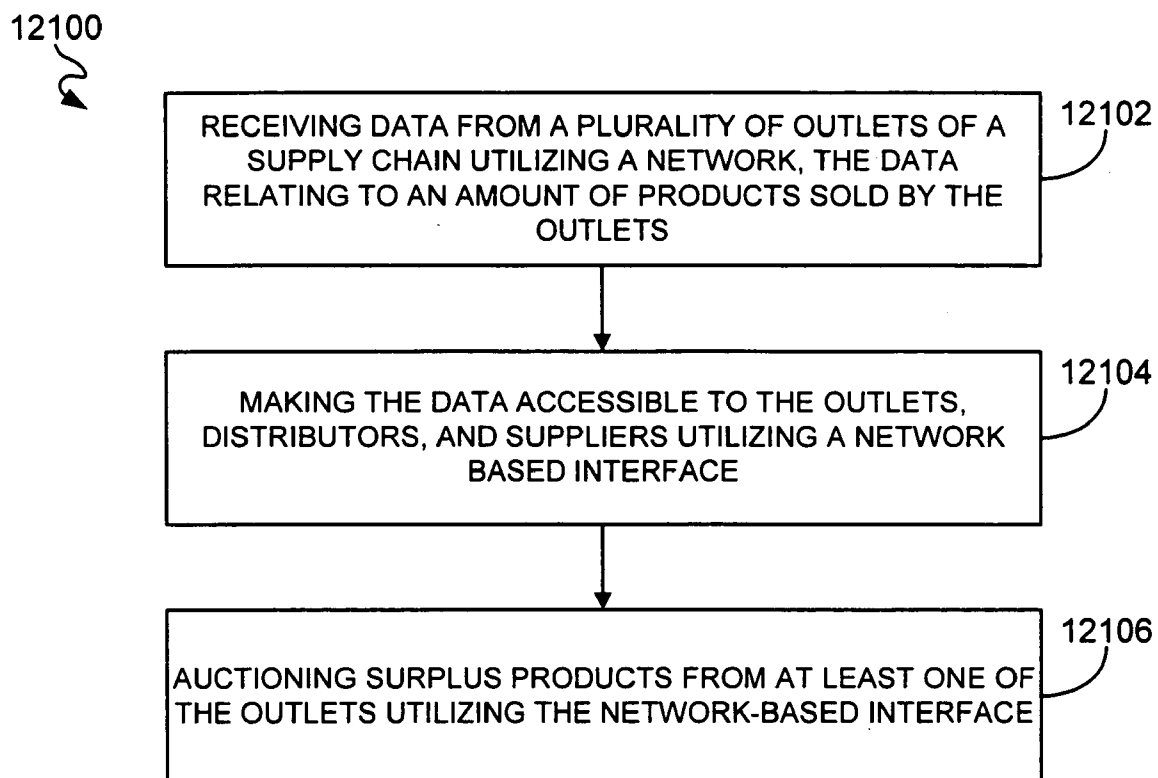 12100
RECEIVING DATA FROM A PLURALITY OF OUTLETS OF A
SUPPLY CHAIN UTILIZING A NETWORK, THE DATA
RELATING TO AN AMOUNT OF PRODUCTS SOLD BY THE
OUTLETS
12102
MAKING THE DATA ACCESSIBLE TO THE OUTLETS,
DISTRIBUTORS, AND SUPPLIERS UTILIZING A NETWORK
BASED INTERFACE
12104
AUCTIONING SURPLUS PRODUCTS FROM AT LEAST ONE OF
THE OUTLETS UTILIZING THE NETWORK-BASED INTERFACE
12106